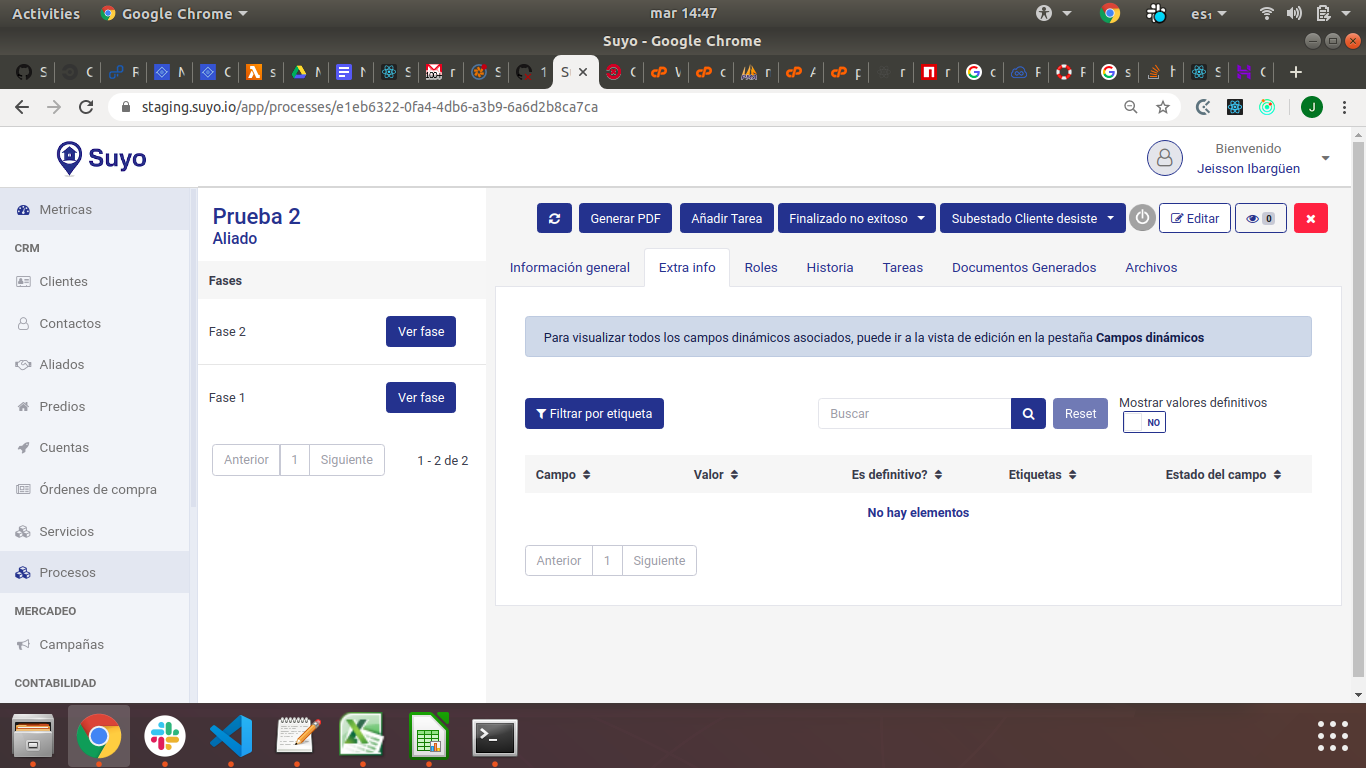 Activities Google Chrome mar 14:47 es₁
Suyo - Google Chrome
staging.suyo.io/app/processes/e1eb6322-0fa4-4db6-a3b9-6a6d2b8ca7ca J
Suyo
Bienvenido
Jeisson Ibargüen
Metricas
CRM
Clientes
Contactos
Aliados
Predios
Cuentas
Órdenes de compra
Servicios
Procesos
MERCADEO
Campañas
CONTABILIDAD
Prueba 2
Aliado
Fases
Fase 2 Ver fase
Fase 1 Ver fase
Anterior 1 Siguiente 1 - 2 de 2
Generar PDF Añadir Tarea Finalizado no exitoso Subestado Cliente desiste Editar 0
Información general Extra info Roles Historia Tareas Documentos Generados Archivos
Para visualizar todos los campos dinámicos asociados, puede ir a la vista de edición en la pestaña Campos dinámicos
Filtrar por etiqueta Buscar Reset Mostrar valores definitivos
NO
Campo Valor Es definitivo? Etiquetas Estado del campo
No hay elementos
Anterior 1 Siguiente